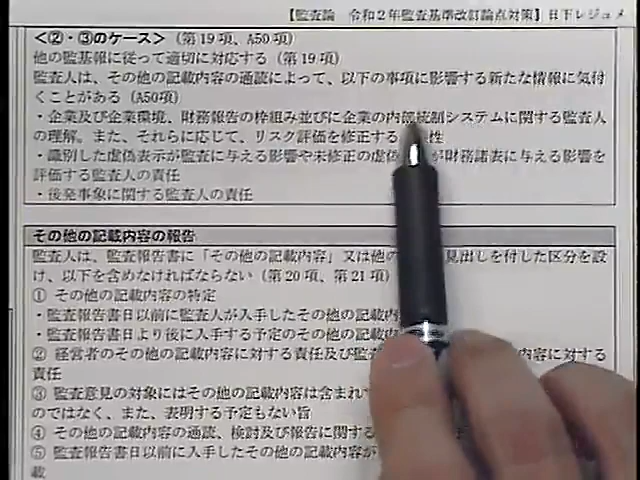 【監査論　令和２年監査基準改訂論点対策】日下レジュメ
＜②・③のケース＞（第19項、A50項）
他の監基報に従って適切に対応する（第19項）
監査人は、その他の記載内容の通読によって、以下の事項に影響する新たな情報に気付
くことがある（A50項）
・企業及び企業環境、財務報告の枠組み並びに企業の内部統制システムに関する監査人
の理解。また、それらに応じて、リスク評価を修正する　性
・識別した虚偽表示が監査に与える影響や未修正の虚偽　が財務諸表に与える影響を
評価する監査人の責任
・後発事象に関する監査人の責任
その他の記載内容の報告
監査人は、監査報告書に「その他の記載内容」又は他の　見出しを付した区分を設
け、以下を含めなければならない（第20項、第21項）
① その他の記載内容の特定
・監査報告書日以前に監査人が入手したその他の記載
・監査報告書日より後に入手する予定のその他の記載
② 経営者のその他の記載内容に対する責任及び監　内容に対する
責任
③ 監査意見の対象にはその他の記載内容は含まれ
のではなく、また、表明する予定もない旨
④ その他の記載内容の通読、検討及び報告に関する
⑤ 監査報告書日以前に入手したその他の記載内容が
載